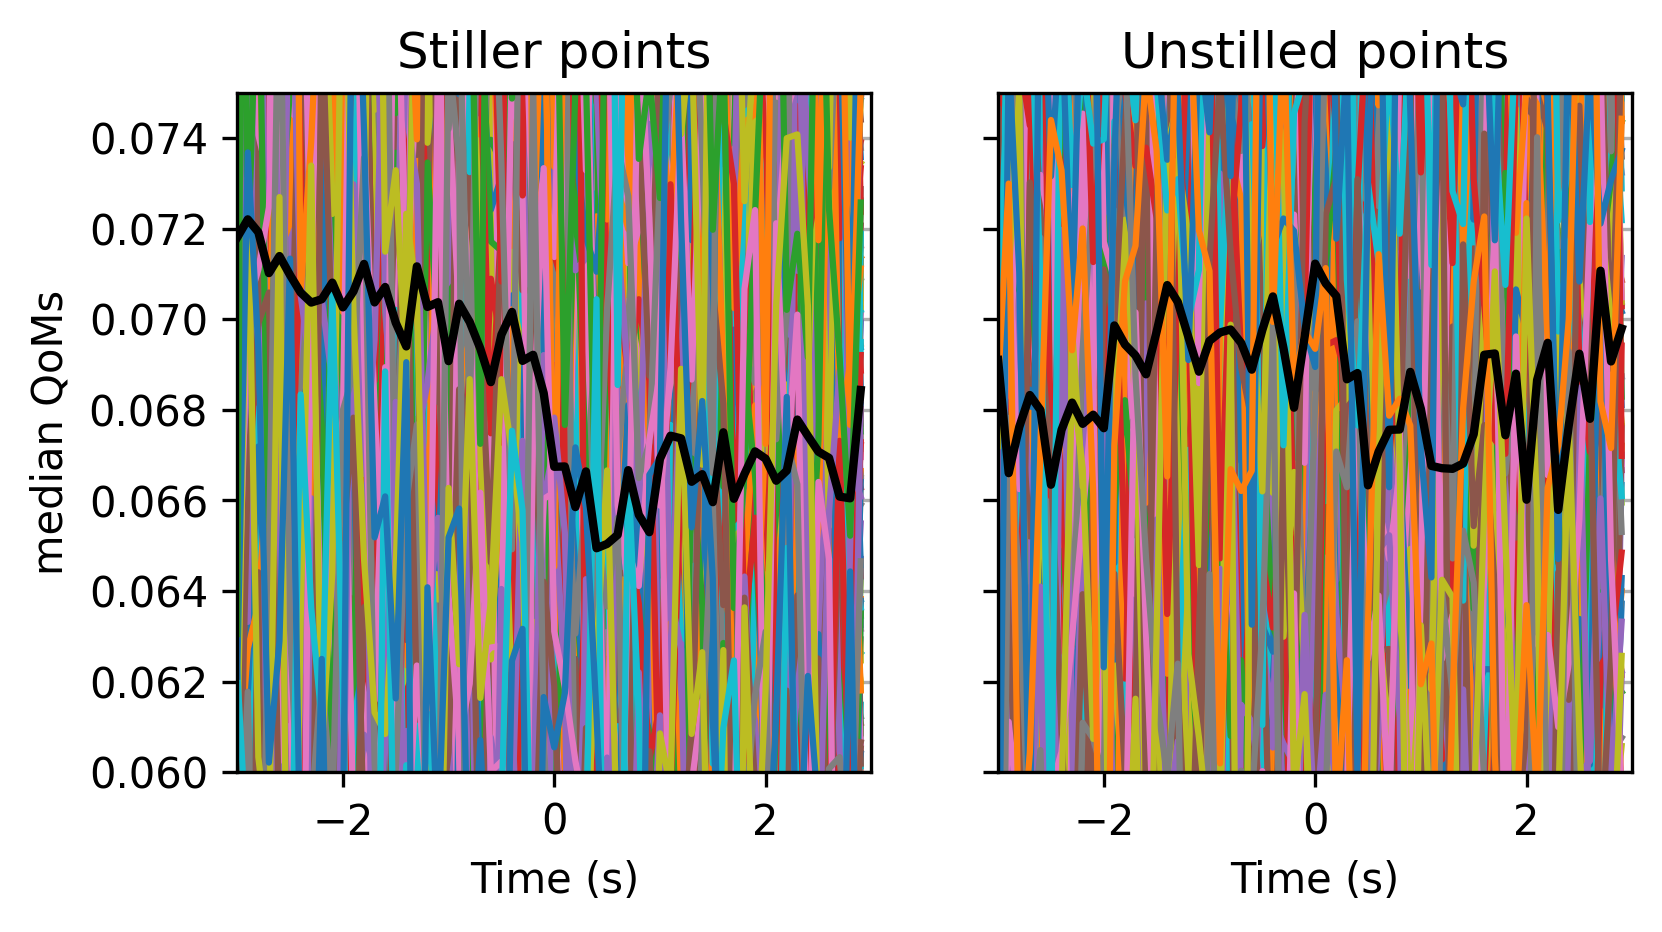 Stiller points
Unstilled points
median QoMs
0.074
0.072
0.070
0.068
0.066
0.064
0.062
0.060
−2
0
2
−2
0
2
Time (s)
Time (s)